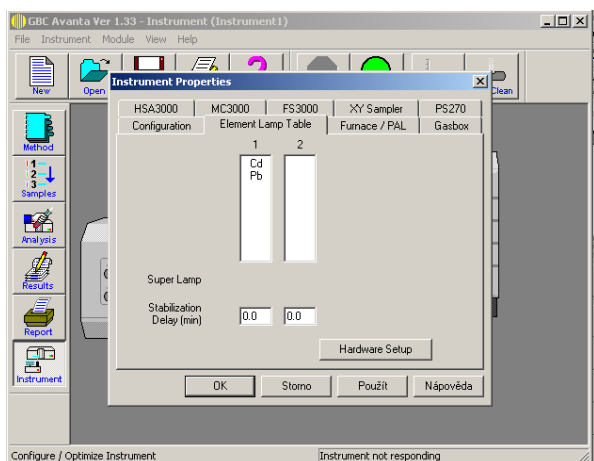 GBC Avanta Ver 1.33 - Instrument (Instrument1)
File Instrument Module View Help
New Open Clean
Instrument Properties
HSA3000 MC3000 FS3000 XY Sampler PS270
Configuration Element Lamp Table Furnace / PAL Gasbox
1 2
Cd
Pb
Super Lamp
Stabilization
Delay (min) 0.0 0.0
Hardware Setup
OK Storno Použít Nápověda
Method
1
2
3
Samples
Analysis
Results
Report
Instrument
Configure / Optimize Instrument Instrument not responding